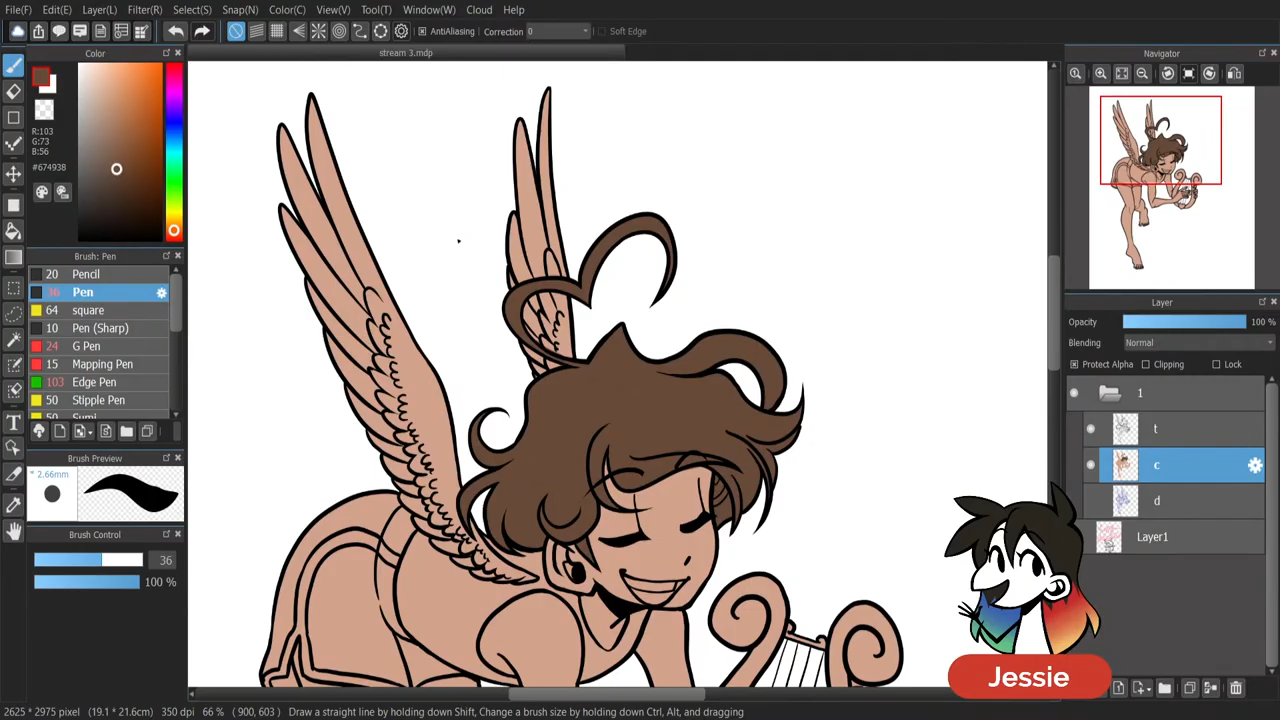 File(F) Edit(E) Layer(L) Filter(R) Select(S) Snap(N) Color(C) View(V) Tool(T) Window(W) Cloud Help
AntiAliasing Correction 0 Soft Edge
stream 3.mdp
Color
R:103
G:73
B:56
#674938
Brush: Pen
20 Pencil
36 Pen
64 square
10 Pen (Sharp)
24 G Pen
15 Mapping Pen
103 Edge Pen
50 Stipple Pen
50 Sumi
Brush Preview
* 2.66mm
Brush Control
36
100 %
Navigator
Layer
Opacity 100 %
Blending Normal
Protect Alpha Clipping Lock
1
t
c
d
Layer1
Jessie
2625 * 2975 pixel (19.1 * 21.6cm) 350 dpi 66 % ( 900, 603 ) Draw a straight line by holding down Shift, Change a brush size by holding down Ctrl, Alt, and dragging